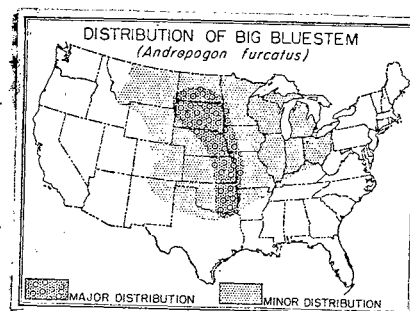 DISTRIBUTION OF BIG BLUESTEM
(Andropogon furcatus)
MAJOR DISTRIBUTION
MINOR DISTRIBUTION